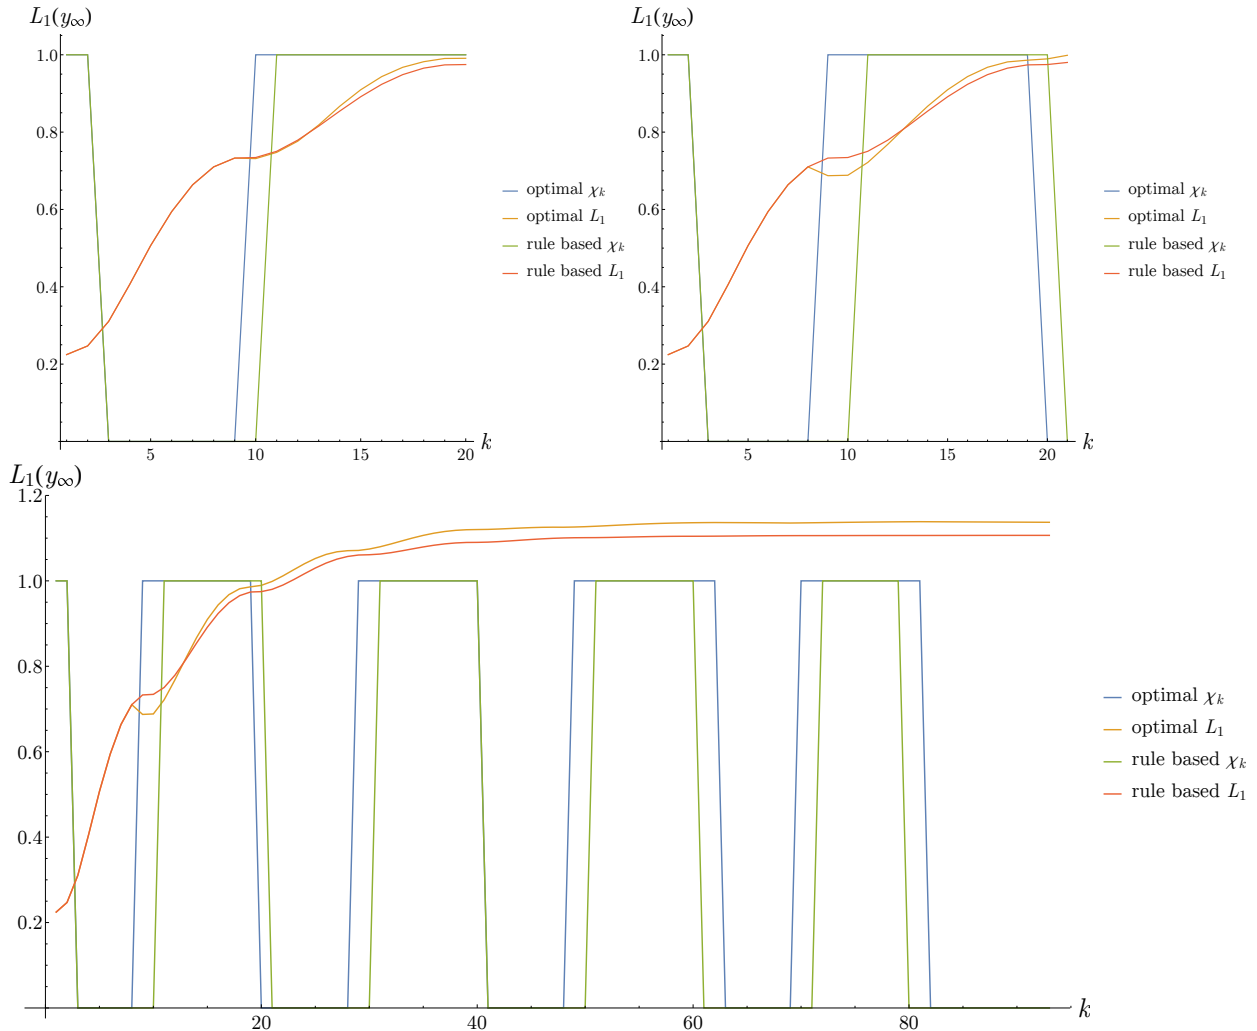 L₁(y∞)
1.0
0.8
0.6
0.4
0.2
5
10
15
20
k
optimal χₖ
optimal L₁
rule based χₖ
rule based L₁
L₁(y∞)
1.0
0.8
0.6
0.4
0.2
5
10
15
20
k
optimal χₖ
optimal L₁
rule based χₖ
rule based L₁
L₁(y∞)
1.2
1.0
0.8
0.6
0.4
0.2
20
40
60
80
k
optimal χₖ
optimal L₁
rule based χₖ
rule based L₁